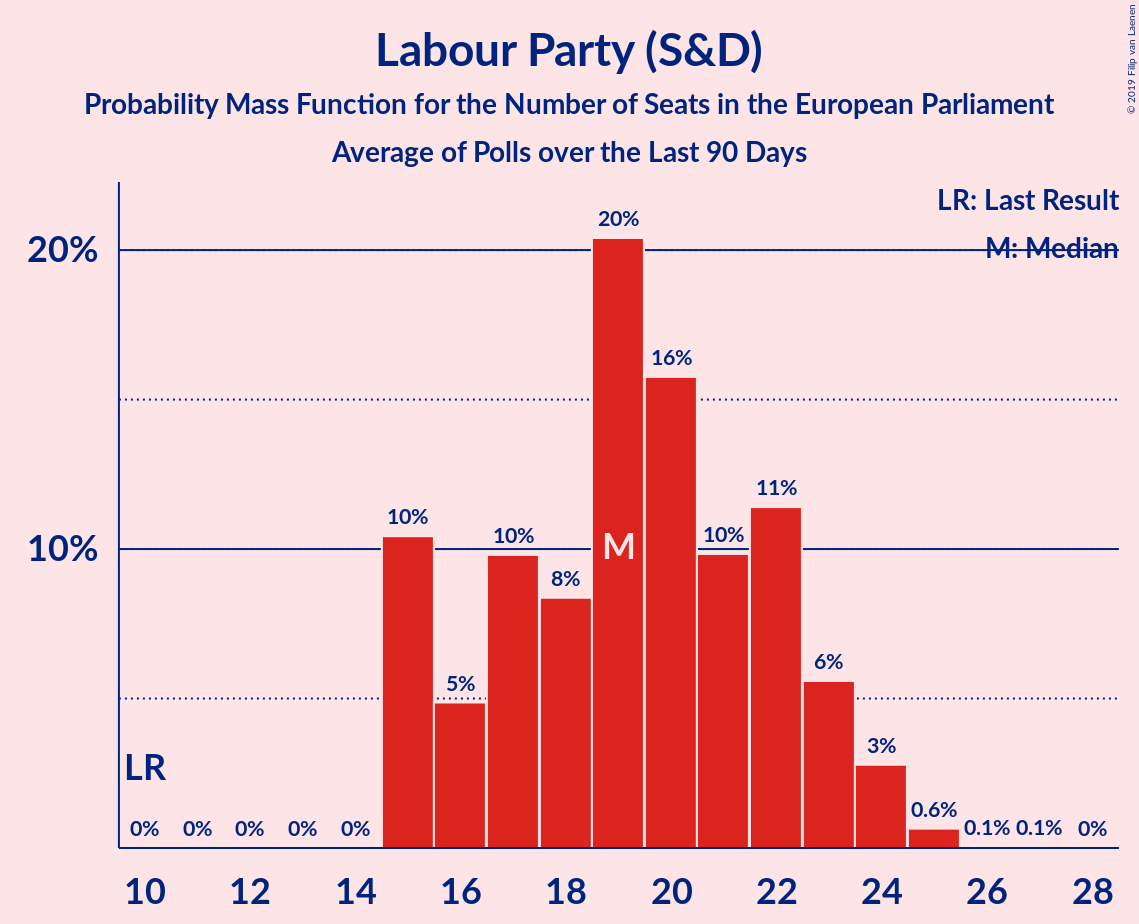 Labour Party (S&D)
Probability Mass Function for the Number of Seats in the European Parliament
Average of Polls over the Last 90 Days
© 2019 Filip van Laenen
LR: Last Result
M: Median
20%
10%
20%
16%
11%
10%
10%
10%
8%
M
6%
5%
3%
LR
0.6%
0% 0% 0% 0% 0% 0.1% 0.1% 0%
10 12 14 16 18 20 22 24 26 28